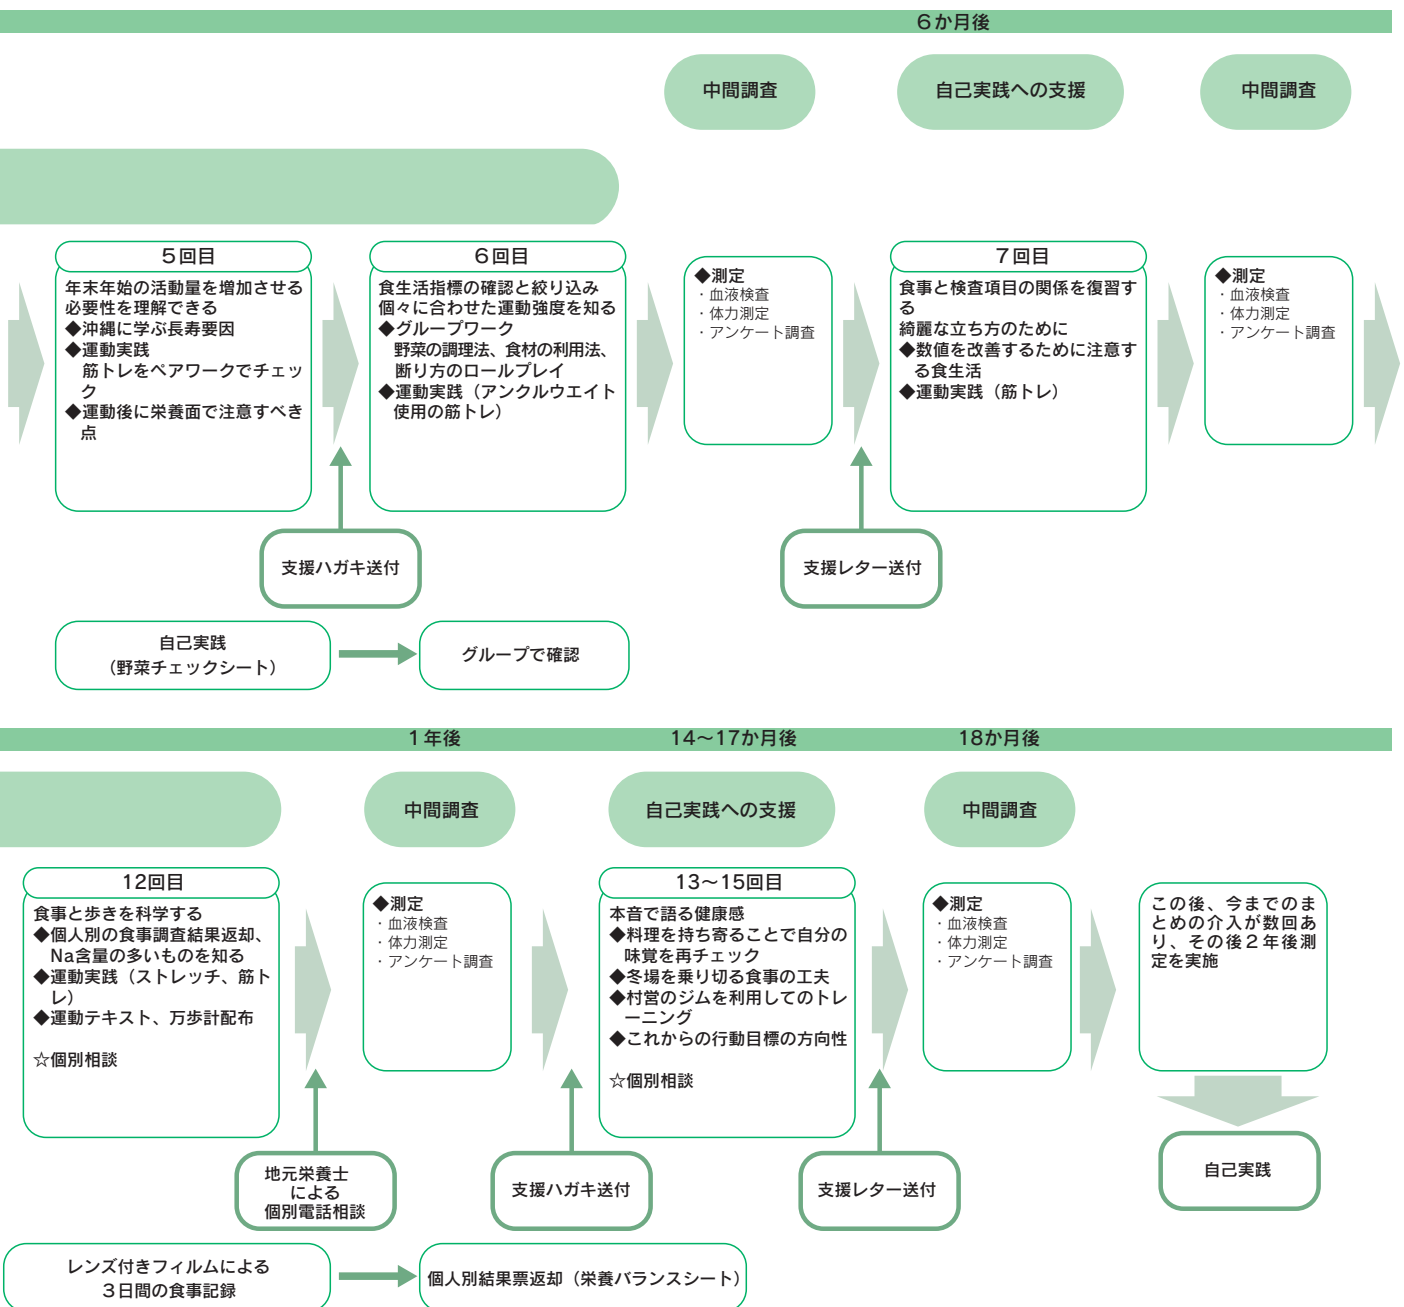 6か月後
中間調査
自己実践への支援
中間調査
5回目
年末年始の活動量を増加させる
必要性を理解できる
◆沖縄に学ぶ長寿要因
◆運動実践
筋トレをペアワークでチェッ
ク
◆運動後に栄養面で注意すべき
点
6回目
食生活指標の確認と絞り込み
個々に合わせた運動強度を知る
◆グループワーク
野菜の調理法、食材の利用法、
断り方のロールプレイ
◆運動実践（アンクルウエイト
使用の筋トレ）
◆測定
・血液検査
・体力測定
・アンケート調査
7回目
食事と検査項目の関係を復習す
る
綺麗な立ち方のために
◆数値を改善するために注意す
る食生活
◆運動実践（筋トレ）
◆測定
・血液検査
・体力測定
・アンケート調査
支援ハガキ送付
支援レター送付
自己実践
（野菜チェックシート）
グループで確認
1年後
14～17か月後
18か月後
中間調査
自己実践への支援
中間調査
12回目
食事と歩きを科学する
◆個人別の食事調査結果返却、
Na含量の多いものを知る
◆運動実践（ストレッチ、筋ト
レ）
◆運動テキスト、万歩計配布
☆個別相談
◆測定
・血液検査
・体力測定
・アンケート調査
13～15回目
本音で語る健康感
◆料理を持ち寄ることで自分の
味覚を再チェック
◆冬場を乗り切る食事の工夫
◆村営のジムを利用してのトレ
ーニング
◆これからの行動目標の方向性
☆個別相談
◆測定
・血液検査
・体力測定
・アンケート調査
この後、今までのま
とめの介入が数回あ
り、その後２年後測
定を実施
地元栄養士
による
個別電話相談
支援ハガキ送付
支援レター送付
自己実践
レンズ付きフィルムによる
３日間の食事記録
個人別結果票返却（栄養バランスシート）